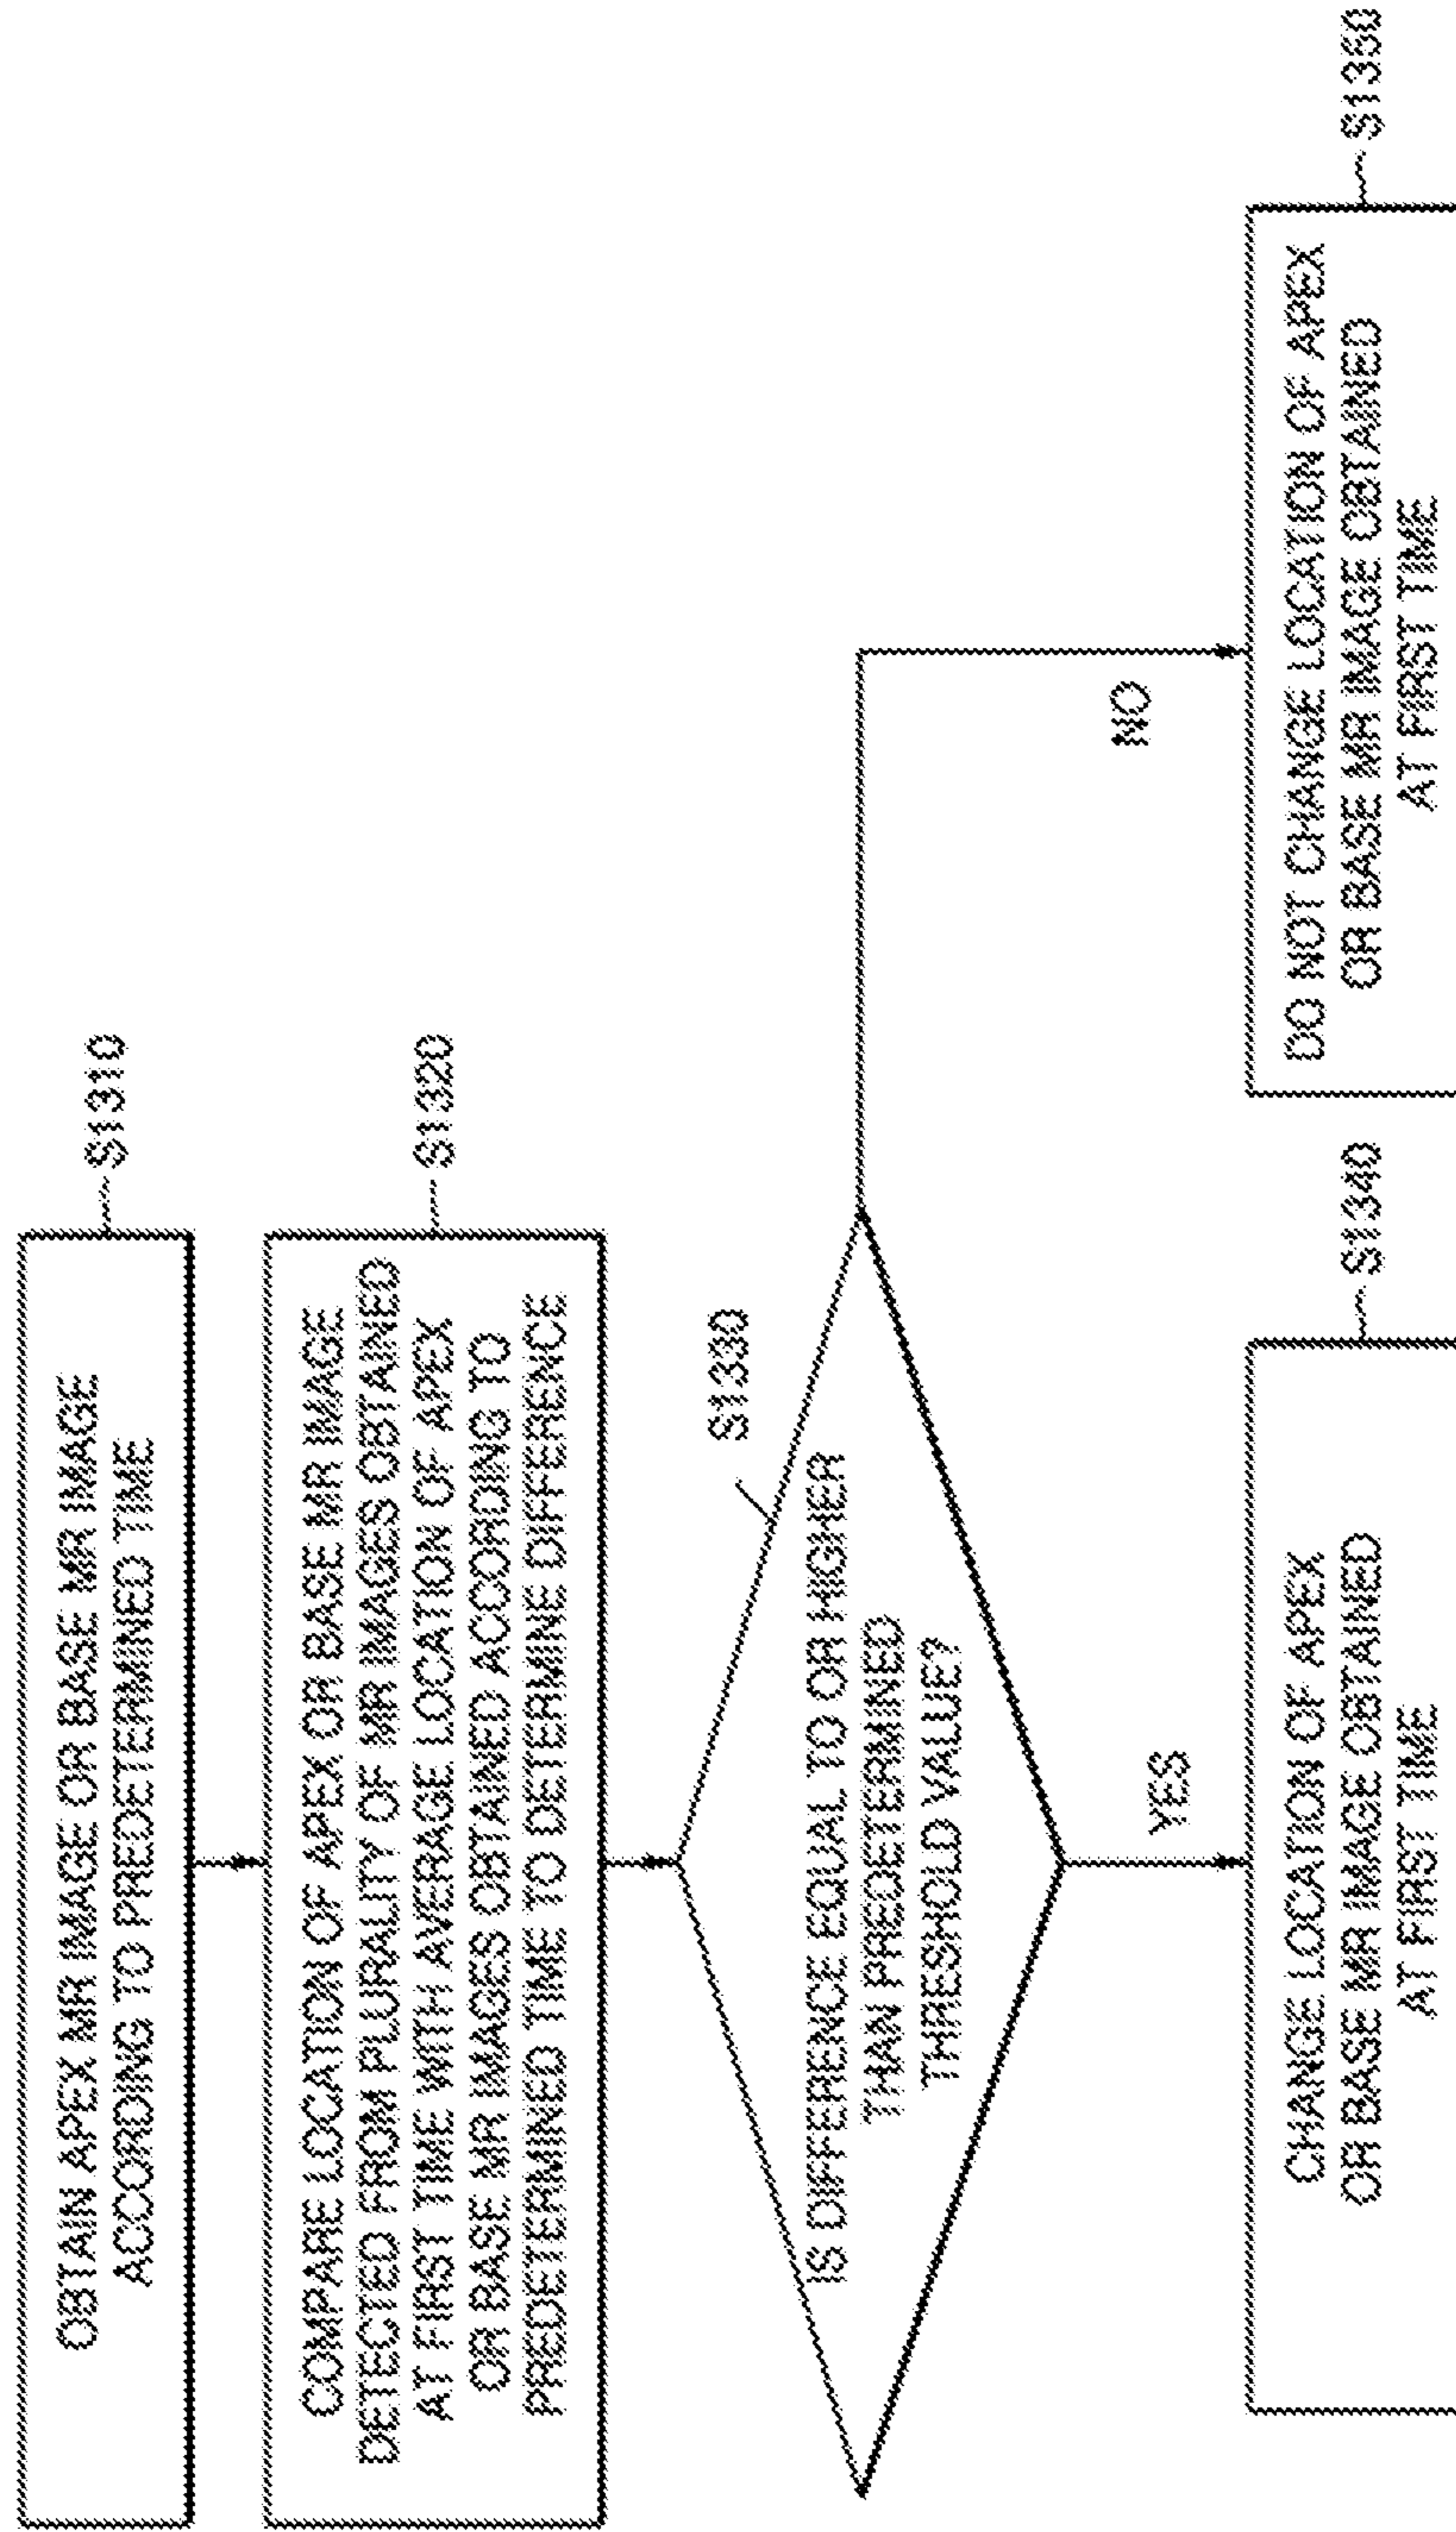 OBTAIN APEX MR IMAGE OR BASE MR IMAGE
ACCORDING TO PREDETERMINED TIME
S1310
COMPARE LOCATION OF APEX OR BASE MR IMAGE
DETECTED FROM PLURALITY OF MR IMAGES OBTAINED
AT FIRST TIME WITH AVERAGE LOCATION OF APEX
OR BASE MR IMAGES OBTAINED ACCORDING TO
PREDETERMINED TIME TO DETERMINE DIFFERENCE
S1320
S1330
IS DIFFERENCE EQUAL TO OR HIGHER
THAN PREDETERMINED
THRESHOLD VALUE?
YES
NO
CHANGE LOCATION OF APEX
OR BASE MR IMAGE OBTAINED
AT FIRST TIME
S1340
DO NOT CHANGE LOCATION OF APEX
OR BASE MR IMAGE OBTAINED
AT FIRST TIME
S1350